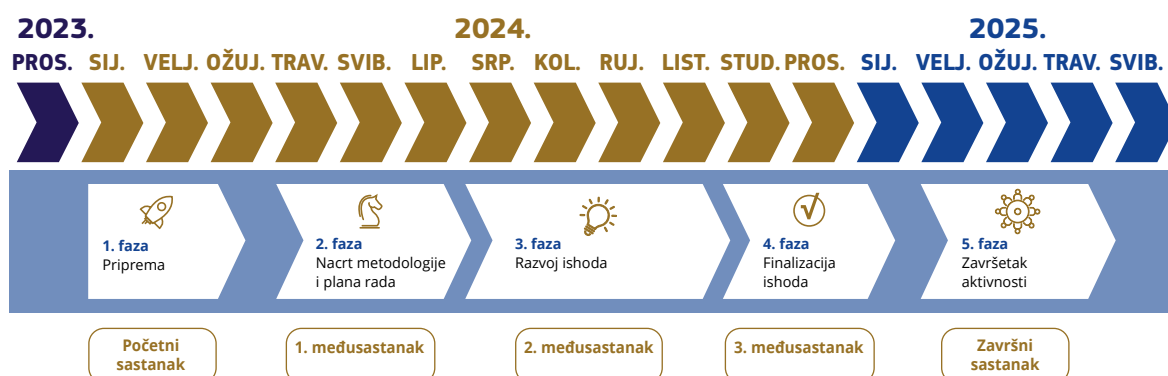 2023. 2024. 2025.
PROS. SIJ. VELJ. OŽUJ. TRAV. SVIB. LIP. SRP. KOL. RUJ. LIST. STUD. PROS. SIJ. VELJ. OŽUJ. TRAV. SVIB.
1. faza
Priprema
2. faza
Nacrt metodologije
i plana rada
3. faza
Razvoj ishoda
4. faza
Finalizacija
ishoda
5. faza
Završetak
aktivnosti
Početni
sastanak
1. međusastanak
2. međusastanak
3. međusastanak
Završni
sastanak